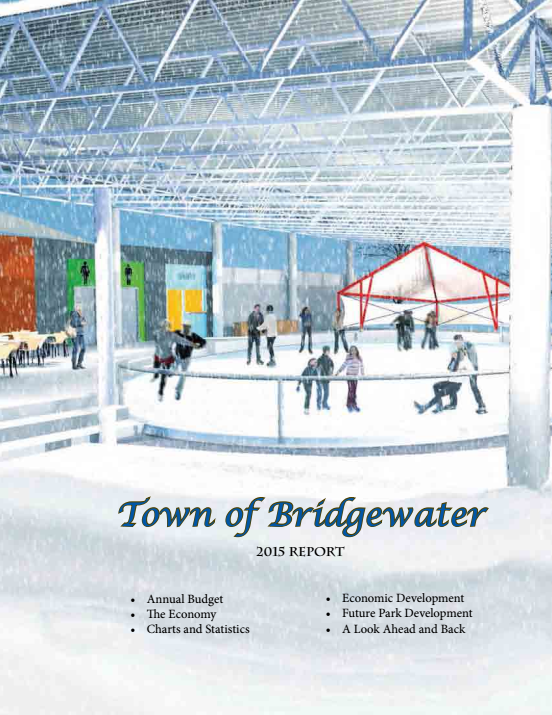 Town of Bridgewater
2015 REPORT
• Annual Budget
• The Economy
• Charts and Statistics
• Economic Development
• Future Park Development
• A Look Ahead and Back